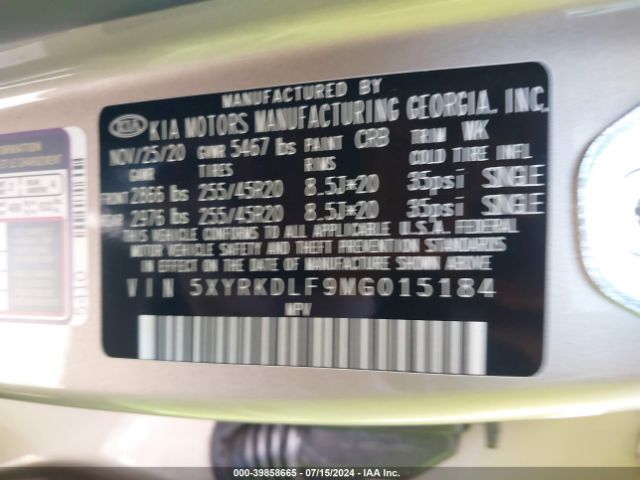 MANUFACTURED BY
KIA KIA MOTORS MANUFACTURING GEORGIA. INC.
NOV/25/20 GVWR 5467 lbs PAINT CRB TRIM WK
GAWR TIRES RIMS COLD TIRE INFL
FRONT 2866 lbs 255/45R20 8.5J*20 35psi SINGLE
REAR 2976 lbs 255/45R20 8.5J*20 35psi SINGLE
THIS VEHICLE CONFORMS TO ALL APPLICABLE U.S.A. FEDERAL
MOTOR VEHICLE SAFETY AND THEFT PREVENTION STNADARDS
IN EFFECT ON THE DATE OF MANUFACTURE SHOWN ABOVE
VIN 5XYRKDLF9MG015184
MPV
000-39858665 - 07/15/2024 - IAA Inc.